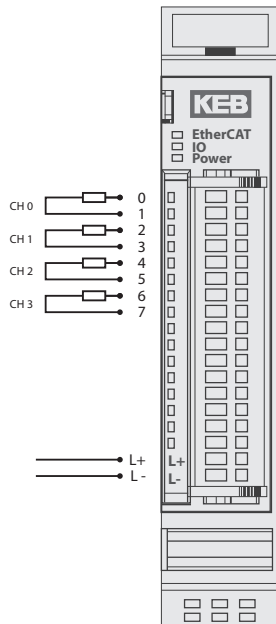 KEB
EtherCAT
IO
Power
CH 0
0
1
CH 1
2
3
CH 2
4
5
CH 3
6
7
L+
L -
L+
L-